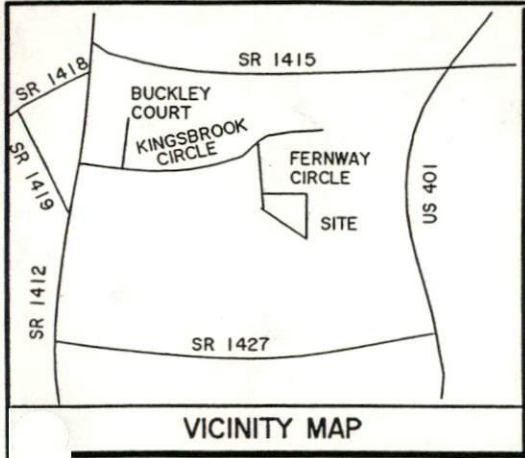 SR 1418
SR 1415
BUCKLEY
COURT
KINGSBROOK
CIRCLE
FERNWAY
CIRCLE
SR 1419
US 401
SITE
SR 1412
SR 1427
VICINITY MAP